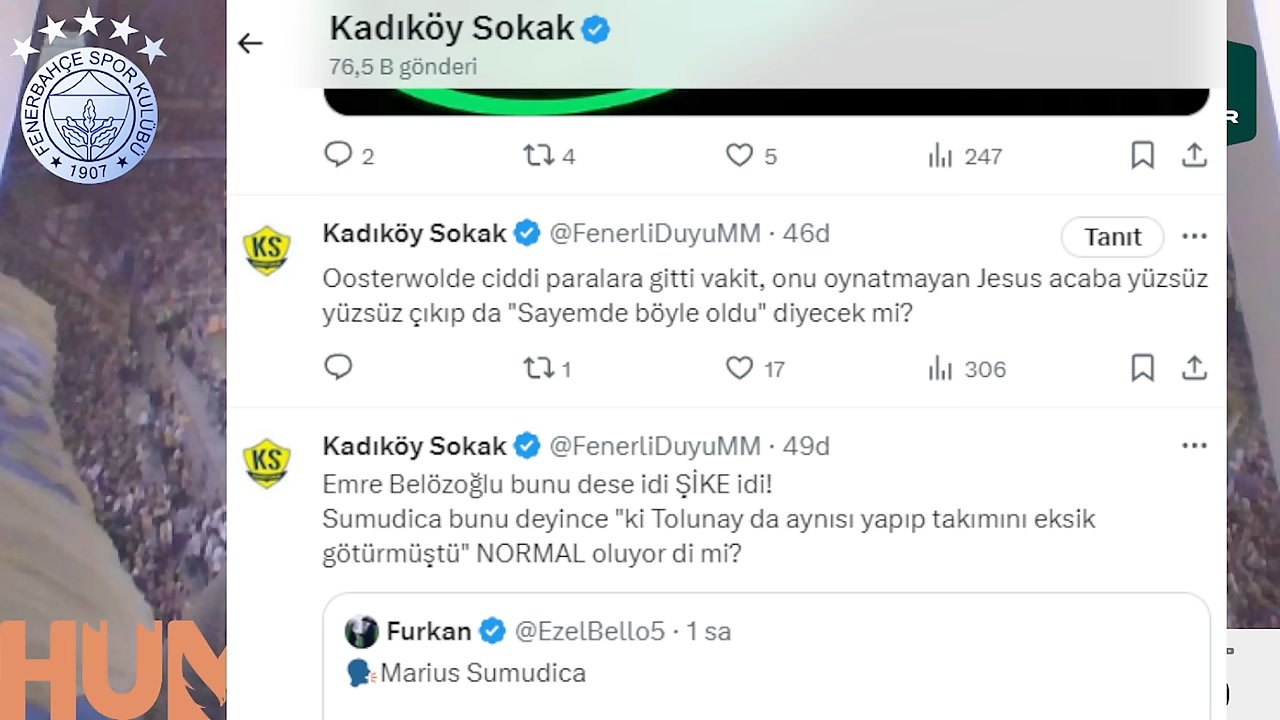 Kadıköy Sokak
76,5 B gönderi
FENERBAHÇE SPOR KULÜBÜ
1907
R
2 4 5 247
KS
Kadıköy Sokak @FenerliDuyuMM · 46d
Tanıt
Oosterwolde ciddi paralara gitti vakit, onu oynatmayan Jesus acaba yüzsüz
yüzsüz çıkıp da "Sayemde böyle oldu" diyecek mi?
1 17 306
KS
Kadıköy Sokak @FenerliDuyuMM · 49d
Emre Belözoğlu bunu dese idi ŞİKE idi!
Sumudica bunu deyince "ki Tolunay da aynısı yapıp takımını eksik
götürmüştü" NORMAL oluyor di mi?
Furkan @EzelBello5 · 1 sa
Marius Sumudica
HUM